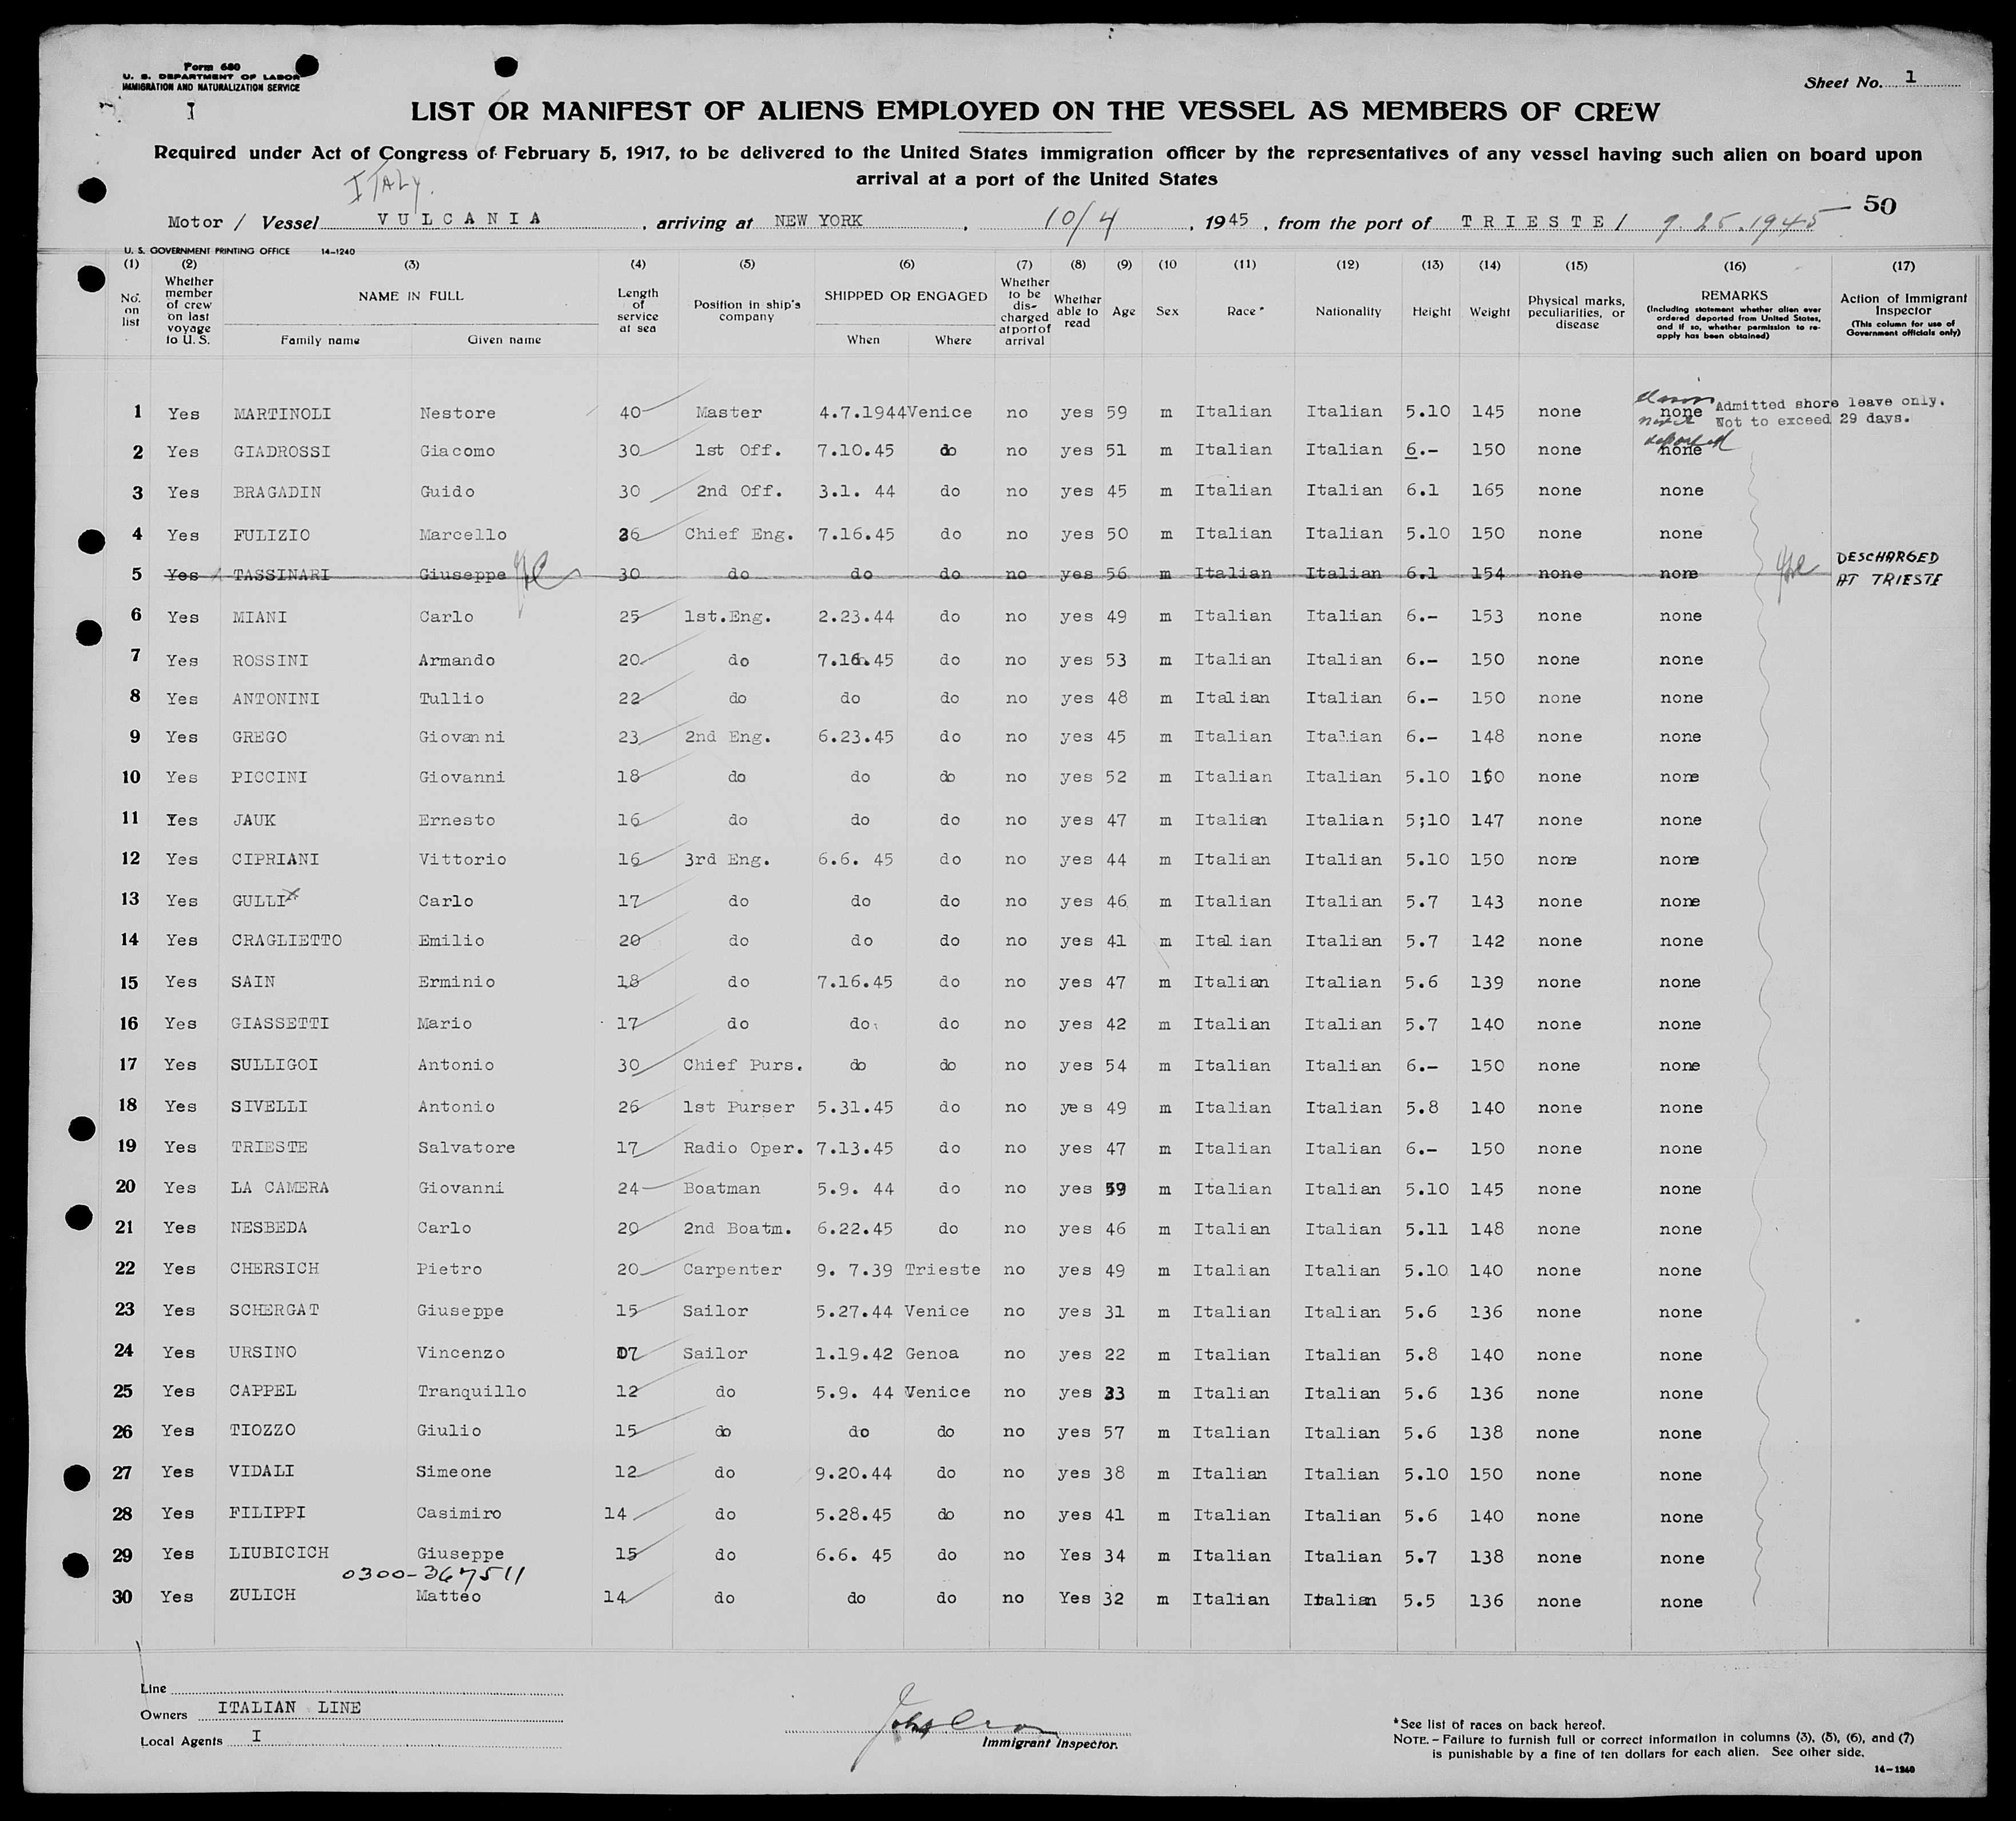 Form 680
U. S. DEPARTMENT OF LABOR
IMMIGRATION AND NATURALIZATION SERVICE
I
Sheet No. 1
LIST OR MANIFEST OF ALIENS EMPLOYED ON THE VESSEL AS MEMBERS OF CREW
Required under Act of Congress of February 5, 1917, to be delivered to the United States immigration officer by the representatives of any vessel having such alien on board upon
arrival at a port of the United States
ITALY.
50
Motor / Vessel VULCANIA , arriving at NEW YORK , 10/4 , 1945 , from the port of TRIESTE / 9.25.1945
U. S. GOVERNMENT PRINTING OFFICE 14-1240
(1) (2) (3) (4) (5) (6) (7) (8) (9) (10 (11) (12) (13) (14) (15) (16) (17)
No. on list Whether member of crew on last voyage to U. S. NAME IN FULL Family name Given name Length of service at sea Position in ship's company SHIPPED OR ENGAGED When Where Whether to be discharged at port of arrival Whether able to read Age Sex Race* Nationality Height Weight Physical marks, peculiarities, or disease REMARKS (Including statement whether alien ever ordered deported from United States, and if so, whether permission to re-apply has been obtained) Action of Immigrant Inspector (This column for use of Government officials only)
1 Yes MARTINOLI Nestore 40 Master 4.7.1944 Venice no yes 59 m Italian Italian 5.10 145 none none Admitted shore leave only.
Not to exceed 29 days.
deported
2 Yes GIADROSSI Giacomo 30 1st Off. 7.10.45 do no yes 51 m Italian Italian 6.- 150 none none
3 Yes BRAGADIN Guido 30 2nd Off. 3.1. 44 do no yes 45 m Italian Italian 6.1 165 none none
4 Yes FULIZIO Marcello 26 Chief Eng. 7.16.45 do no yes 50 m Italian Italian 5.10 150 none none
5 Yes TASSINARI Giuseppe 30 do do do no yes 56 m Italian Italian 6.1 154 none none DESCHARGED
AT TRIESTE
6 Yes MIANI Carlo 25 1st.Eng. 2.23.44 do no yes 49 m Italian Italian 6.- 153 none none
7 Yes ROSSINI Armando 20 do 7.16.45 do no yes 53 m Italian Italian 6.- 150 none none
8 Yes ANTONINI Tullio 22 do do do no yes 48 m Italian Italian 6.- 150 none none
9 Yes GREGO Giovanni 23 2nd Eng. 6.23.45 do no yes 45 m Italian Italian 6.- 148 none none
10 Yes PICCINI Giovanni 18 do do do no yes 52 m Italian Italian 5.10 150 none none
11 Yes JAUK Ernesto 16 do do do no yes 47 m Italian Italian 5;10 147 none none
12 Yes CIPRIANI Vittorio 16 3rd Eng. 6.6. 45 do no yes 44 m Italian Italian 5.10 150 none none
13 Yes GULLI Carlo 17 do do do no yes 46 m Italian Italian 5.7 143 none none
14 Yes CRAGLIETTO Emilio 20 do do do no yes 41 m Italian Italian 5.7 142 none none
15 Yes SAIN Erminio 18 do 7.16.45 do no yes 47 m Italian Italian 5.6 139 none none
16 Yes GIASSETTI Mario 17 do do do no yes 42 m Italian Italian 5.7 140 none none
17 Yes SULLIGOI Antonio 30 Chief Purs. do do no yes 54 m Italian Italian 6.- 150 none none
18 Yes SIVELLI Antonio 26 1st Purser 5.31.45 do no yes 49 m Italian Italian 5.8 140 none none
19 Yes TRIESTE Salvatore 17 Radio Oper. 7.13.45 do no yes 47 m Italian Italian 6.- 150 none none
20 Yes LA CAMERA Giovanni 24 Boatman 5.9. 44 do no yes 59 m Italian Italian 5.10 145 none none
21 Yes NESBEDA Carlo 20 2nd Boatm. 6.22.45 do no yes 46 m Italian Italian 5.11 148 none none
22 Yes CHERSICH Pietro 20 Carpenter 9. 7.39 Trieste no yes 49 m Italian Italian 5.10 140 none none
23 Yes SCHERGAT Giuseppe 15 Sailor 5.27.44 Venice no yes 31 m Italian Italian 5.6 136 none none
24 Yes URSINO Vincenzo 07 Sailor 1.19.42 Genoa no yes 22 m Italian Italian 5.8 140 none none
25 Yes CAPPEL Tranquillo 12 do 5.9. 44 Venice no yes 33 m Italian Italian 5.6 136 none none
26 Yes TIOZZO Giulio 15 do do do no yes 57 m Italian Italian 5.6 138 none none
27 Yes VIDALI Simeone 12 do 9.20.44 do no yes 38 m Italian Italian 5.10 150 none none
28 Yes FILIPPI Casimiro 14 do 5.28.45 do no yes 41 m Italian Italian 5.6 140 none none
29 Yes LIUBICICH Giuseppe 15 do 6.6. 45 do no Yes 34 m Italian Italian 5.7 138 none none
0300-367511
30 Yes ZULICH Matteo 14 do do do no Yes 32 m Italian Italian 5.5 136 none none
Line
Owners ITALIAN LINE
Local Agents I
Immigrant Inspector.
*See list of races on back hereof.
NOTE.–Failure to furnish full or correct information in columns (3), (5), (6), and (7)
is punishable by a fine of ten dollars for each alien. See other side.
14-1240